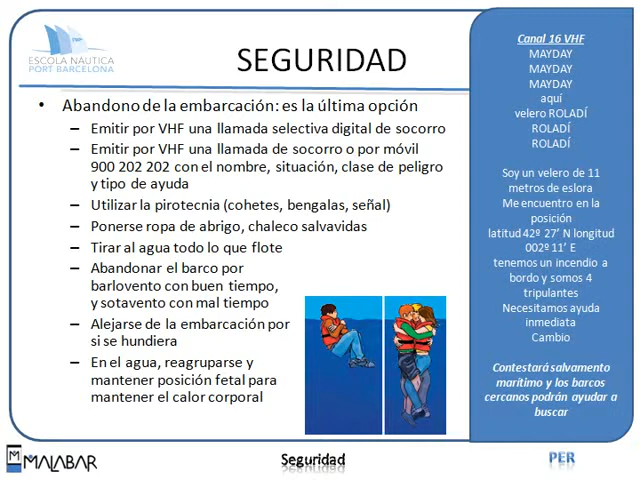 ESCOLA NÁUTICA
PORT BARCELONA
SEGURIDAD
• Abandono de la embarcación: es la última opción
– Emitir por VHF una llamada selectiva digital de socorro
– Emitir por VHF una llamada de socorro o por móvil
900 202 202 con el nombre, situación, clase de peligro
y tipo de ayuda
– Utilizar la pirotecnia (cohetes, bengalas, señal)
– Ponerse ropa de abrigo, chaleco salvavidas
– Tirar al agua todo lo que flote
– Abandonar el barco por
barlovento con buen tiempo,
y sotavento con mal tiempo
– Alejarse de la embarcación por
si se hundiera
– En el agua, reagruparse y
mantener posición fetal para
mantener el calor corporal
Canal 16 VHF
MAYDAY
MAYDAY
MAYDAY
aquí
velero ROLADÍ
ROLADÍ
ROLADÍ
Soy un velero de 11
metros de eslora
Me encuentro en la
posición
latitud 42º 27’ N longitud
002º 11’ E
tenemos un incendio a
bordo y somos 4
tripulantes
Necesitamos ayuda
inmediata
Cambio
Contestará salvamento
marítimo y los barcos
cercanos podrán ayudar a
buscar
MALABAR
Seguridad
PER